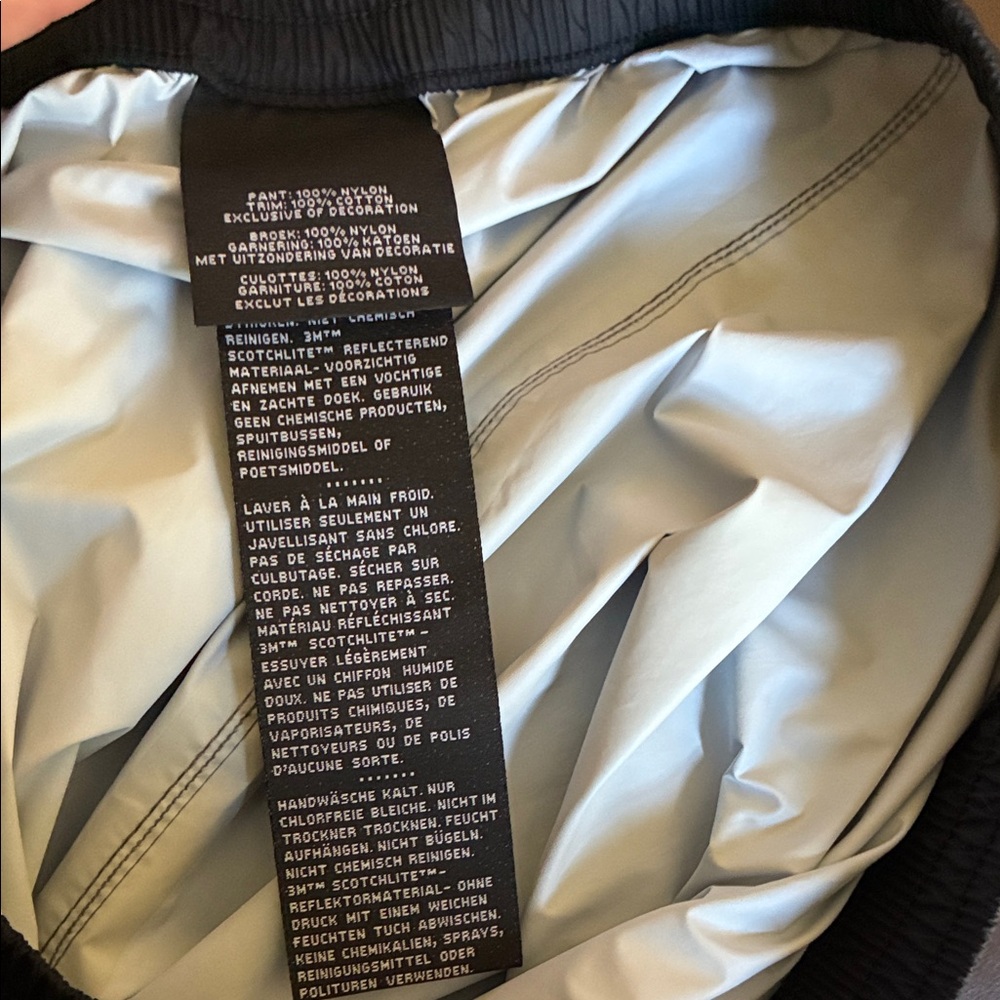 PANT: 100% NYLON
TRIM: 100% COTTON
EXCLUSIVE OF DECORATION
BROEK: 100% NYLON
GARNERING: 100% KATOEN
MET UITZONDERING VAN DECORATIE
CULOTTES: 100% NYLON
GARNITURE: 100% COTON
EXCLUT LES DÉCORATIONS
STRIJKEN. NIET CHEMISCH
REINIGEN. 3M™
SCOTCHLITE™ REFLECTEREND
MATERIAAL- VOORZICHTIG
AFNEMEN MET EEN VOCHTIGE
EN ZACHTE DOEK. GEBRUIK
GEEN CHEMISCHE PRODUCTEN,
SPUITBUSSEN,
REINIGINGSMIDDEL OF
POETSMIDDEL.
LAVER À LA MAIN FROID.
UTILISER SEULEMENT UN
JAVELLISANT SANS CHLORE.
PAS DE SÉCHAGE PAR
CULBUTAGE. SÉCHER SUR
CORDE. NE PAS REPASSER.
NE PAS NETTOYER À SEC.
MATÉRIAU RÉFLÉCHISSANT
3M™ SCOTCHLITE™ –
ESSUYER LÉGÈREMENT
AVEC UN CHIFFON HUMIDE
DOUX. NE PAS UTILISER DE
PRODUITS CHIMIQUES, DE
VAPORISATEURS, DE
NETTOYEURS OU DE POLIS
D'AUCUNE SORTE.
HANDWÄSCHE KALT. NUR
CHLORFREIE BLEICHE. NICHT IM
TROCKNER TROCKNEN. FEUCHT
AUFHÄNGEN. NICHT BÜGELN.
NICHT CHEMISCH REINIGEN.
3M™ SCOTCHLITE™-
REFLEKTORMATERIAL- OHNE
DRUCK MIT EINEM WEICHEN
FEUCHTEN TUCH ABWISCHEN.
KEINE CHEMIKALIEN, SPRAYS,
REINIGUNGSMITTEL ODER
POLITUREN VERWENDEN.